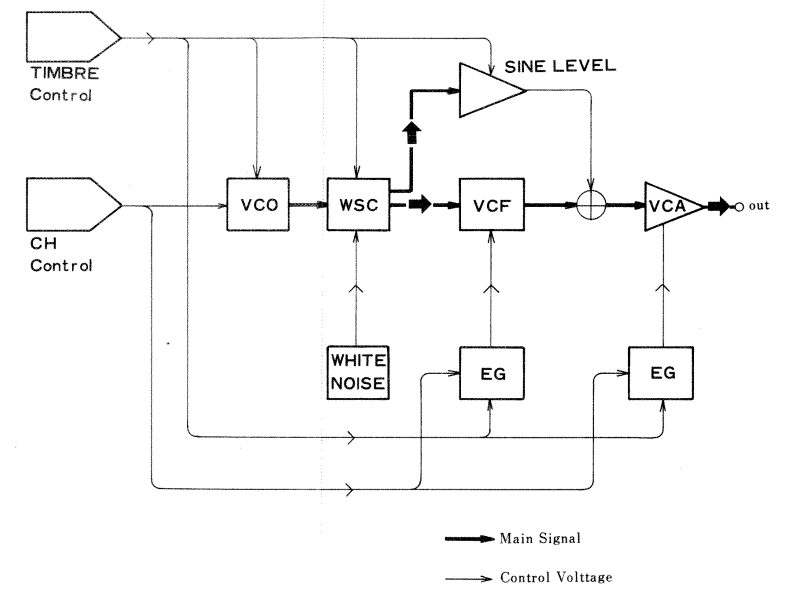 TIMBRE
Control
SINE LEVEL
VCO
WSC
VCF
VCA
out
CH
Control
WHITE
NOISE
EG
EG
Main Signal
Control Volttage